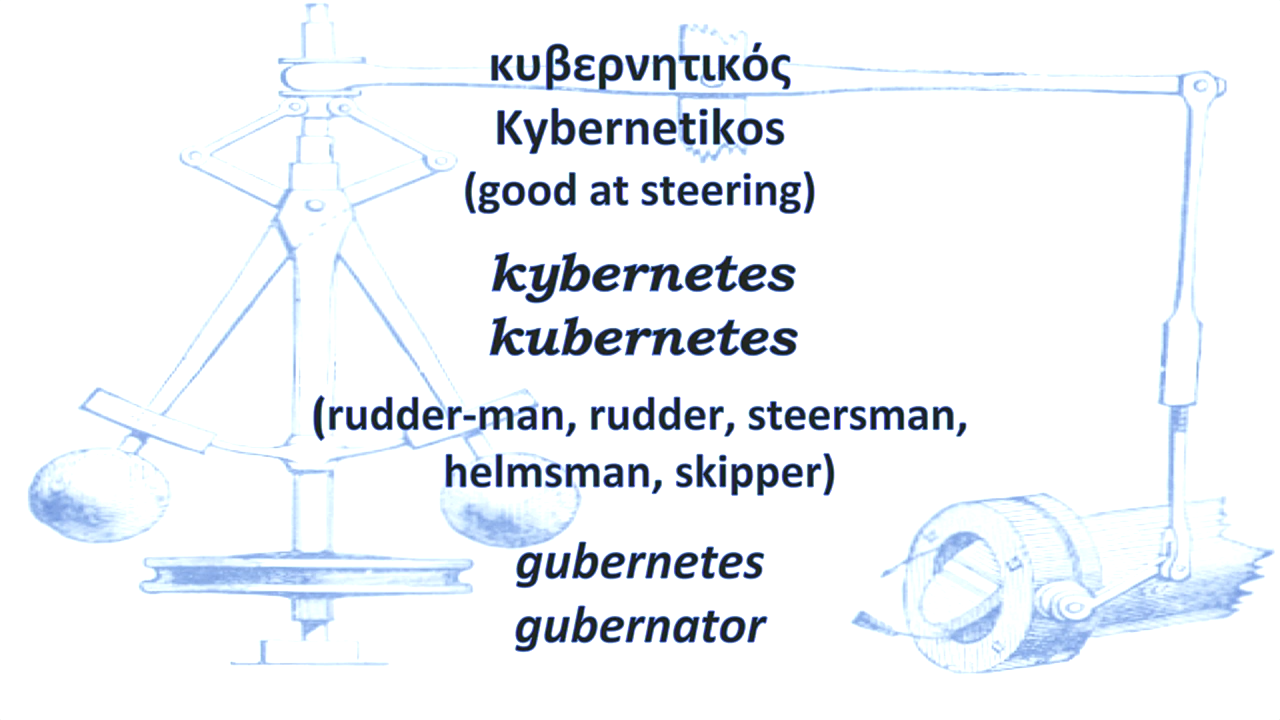 κυβερνητικός
Kybernetikos
(good at steering)
kybernetes
kubernetes
(rudder-man, rudder, steersman,
helmsman, skipper)
gubernetes
gubernator